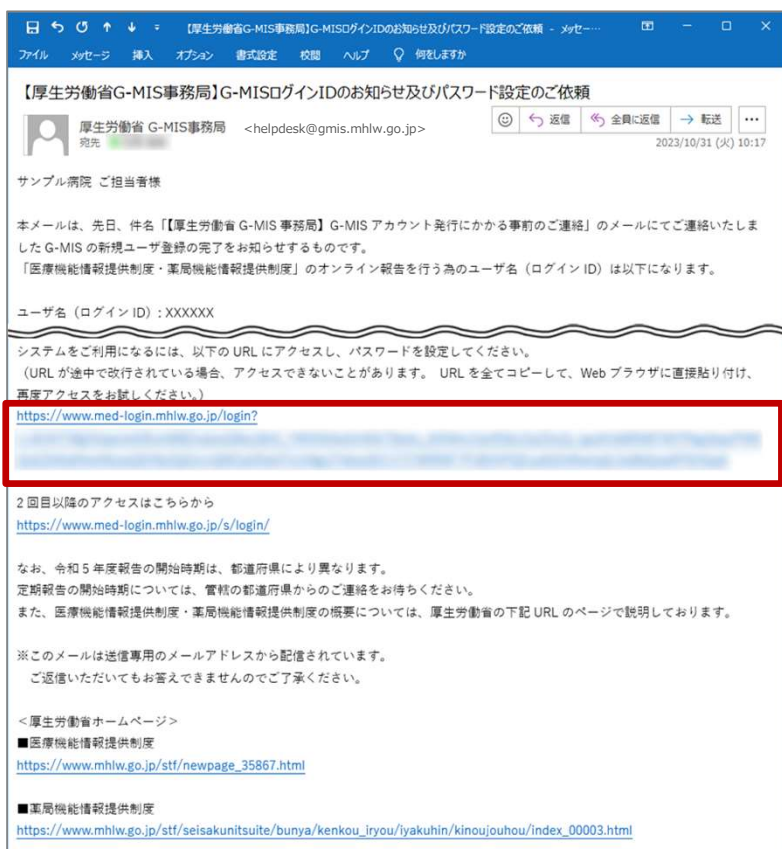 【厚生労働省G-MIS事務局】G-MISログインIDのお知らせ及びパスワード設定のご依頼 - メッセ…
ファイル メッセージ 挿入 オプション 書式設定 校閲 ヘルプ 何をしますか
【厚生労働省G-MIS事務局】G-MISログインIDのお知らせ及びパスワード設定のご依頼
厚生労働省 G-MIS事務局 <helpdesk@gmis.mhlw.go.jp>
返信 全員に返信 転送
宛先
2023/10/31 (火) 10:17
サンプル病院 ご担当者様
本メールは、先日、件名「【厚生労働省 G-MIS 事務局】G-MIS アカウント発行にかかる事前のご連絡」のメールにてご連絡いたしま
した G-MIS の新規ユーザ登録の完了をお知らせするものです。
「医療機能情報提供制度・薬局機能情報提供制度」のオンライン報告を行う為のユーザ名（ログイン ID）は以下になります。
ユーザ名（ログイン ID）: XXXXXX
システムをご利用になるには、以下の URL にアクセスし、パスワードを設定してください。
（URL が途中で改行されている場合、アクセスできないことがあります。 URL を全てコピーして、Web ブラウザに直接貼り付け、
再度アクセスをお試しください。）
https://www.med-login.mhlw.go.jp/login?
2 回目以降のアクセスはこちらから
https://www.med-login.mhlw.go.jp/s/login/
なお、令和 5 年度報告の開始時期は、都道府県により異なります。
定期報告の開始時期については、管轄の都道府県からのご連絡をお待ちください。
また、医療機能情報提供制度・薬局機能情報提供制度の概要については、厚生労働省の下記 URL のページで説明しております。
※このメールは送信専用のメールアドレスから配信されています。
ご返信いただいてもお答えできませんのでご了承ください。
＜厚生労働省ホームページ＞
■医療機能情報提供制度
https://www.mhlw.go.jp/stf/newpage_35867.html
■薬局機能情報提供制度
https://www.mhlw.go.jp/stf/seisakunitsuite/bunya/kenkou_iryou/iyakuhin/kinoujouhou/index_00003.html